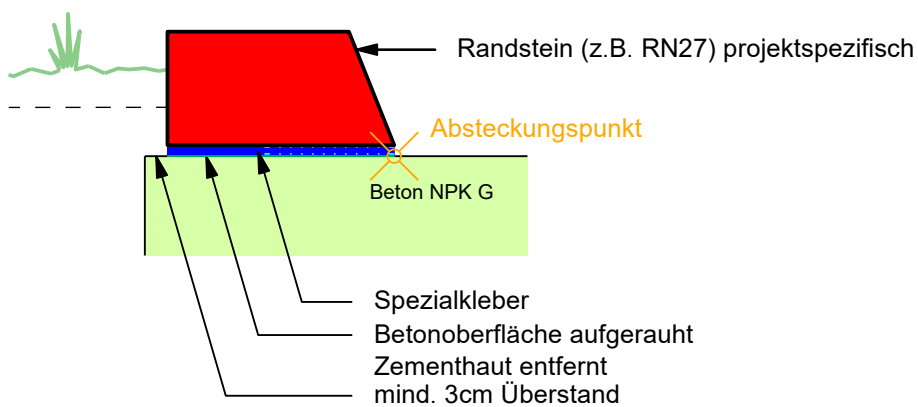 Randstein (z.B. RN27) projektspezifisch
Absteckungspunkt
Beton NPK G
Spezialkleber
Betonoberfläche aufgerauht
Zementhaut entfernt
mind. 3cm Überstand